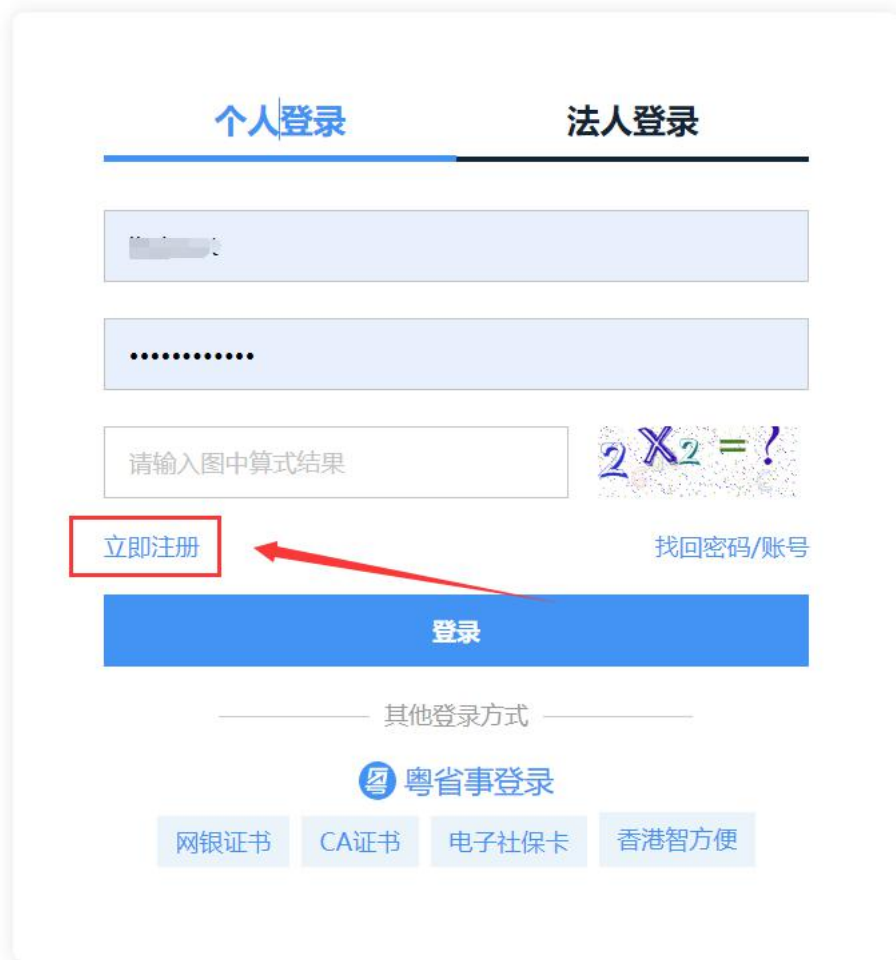 个人登录 法人登录
••••••••••••
请输入图中算式结果 2 X 2 = ?
立即注册 找回密码/账号
登录
其他登录方式
粤 粤省事登录
网银证书 CA证书 电子社保卡 香港智方便